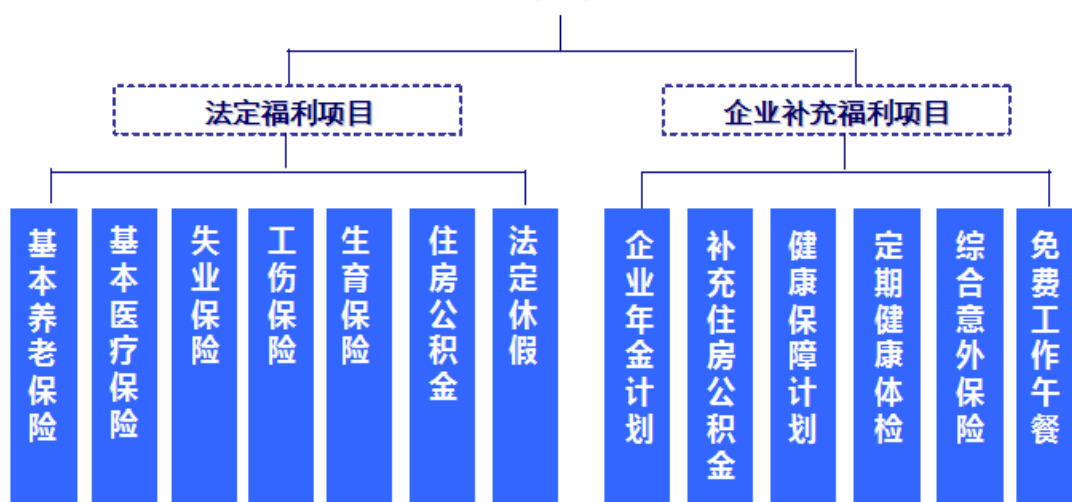 法定福利项目
企业补充福利项目
基本养老保险
基本医疗保险
失业保险
工伤保险
生育保险
住房公积金
法定休假
企业年金计划
补充住房公积金
健康保障计划
定期健康体检
综合意外保险
免费工作午餐